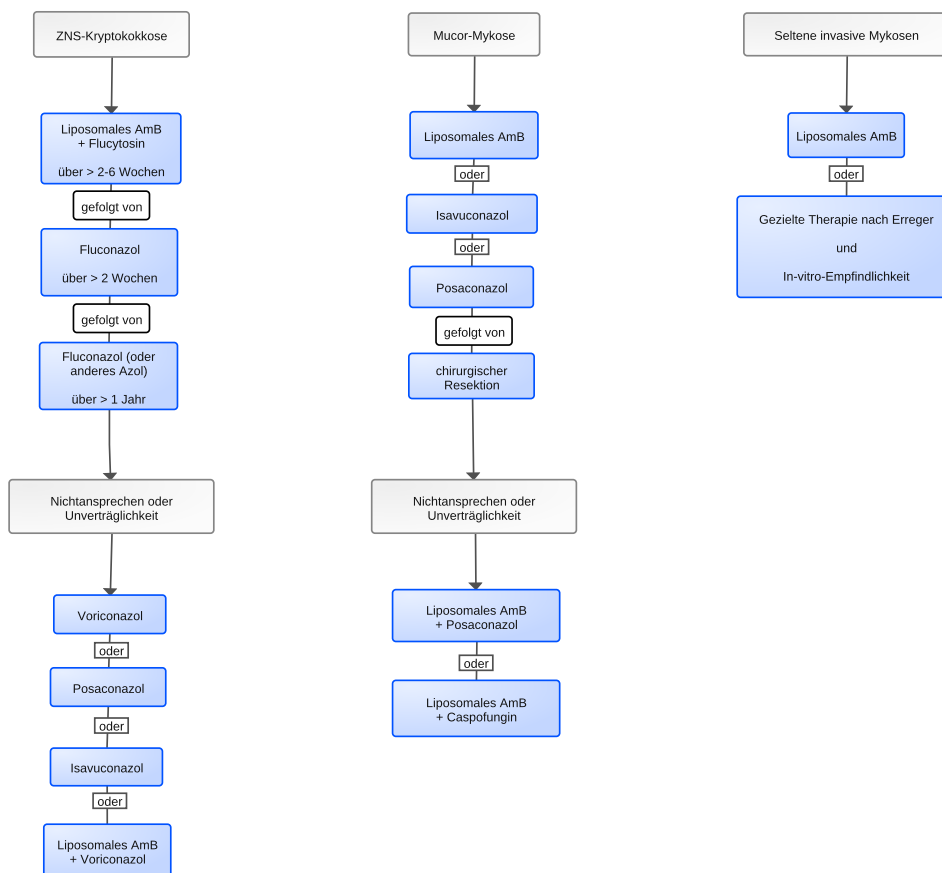 ZNS-Kryptokokkose
Liposomales AmB
+ Flucytosin
über > 2-6 Wochen
gefolgt von
Fluconazol
über > 2 Wochen
gefolgt von
Fluconazol (oder
anderes Azol)
über > 1 Jahr
Nichtansprechen oder
Unverträglichkeit
Voriconazol
oder
Posaconazol
oder
Isavuconazol
oder
Liposomales AmB
+ Voriconazol
Mucor-Mykose
Liposomales AmB
oder
Isavuconazol
oder
Posaconazol
gefolgt von
chirurgischer
Resektion
Nichtansprechen oder
Unverträglichkeit
Liposomales AmB
+ Posaconazol
oder
Liposomales AmB
+ Caspofungin
Seltene invasive Mykosen
Liposomales AmB
oder
Gezielte Therapie nach Erreger
und
In-vitro-Empfindlichkeit